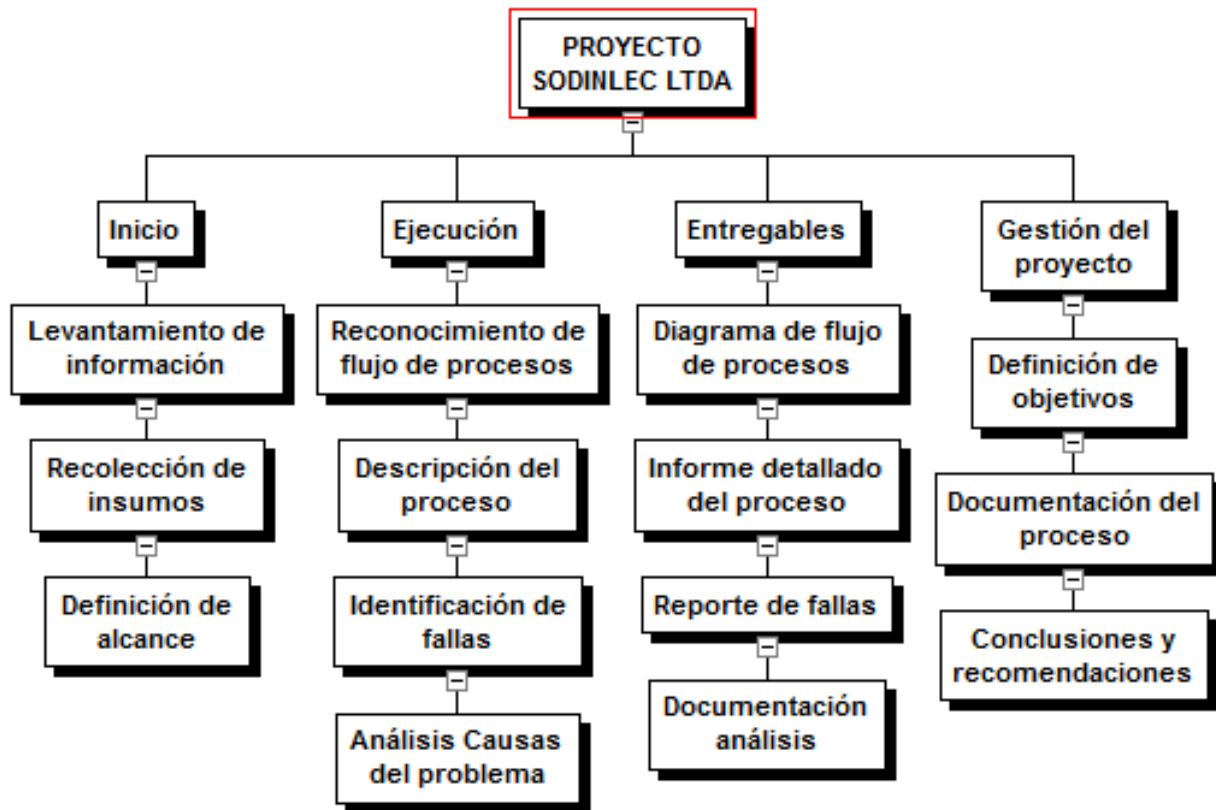 PROYECTO
SODINLEC LTDA
Inicio
Levantamiento de
información
Recolección de
insumos
Definición de
alcance
Ejecución
Reconocimiento de
flujo de procesos
Descripción del
proceso
Identificación de
fallas
Análisis Causas
del problema
Entregables
Diagrama de flujo
de procesos
Informe detallado
del proceso
Reporte de fallas
Documentación
análisis
Gestión del
proyecto
Definición de
objetivos
Documentación del
proceso
Conclusiones y
recomendaciones